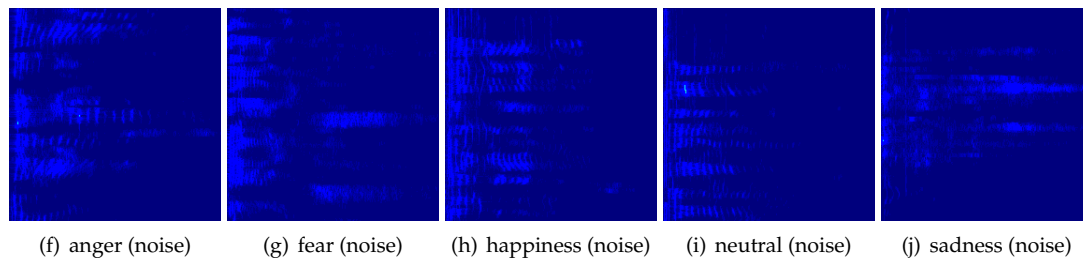 (f) anger (noise) (g) fear (noise) (h) happiness (noise) (i) neutral (noise) (j) sadness (noise)